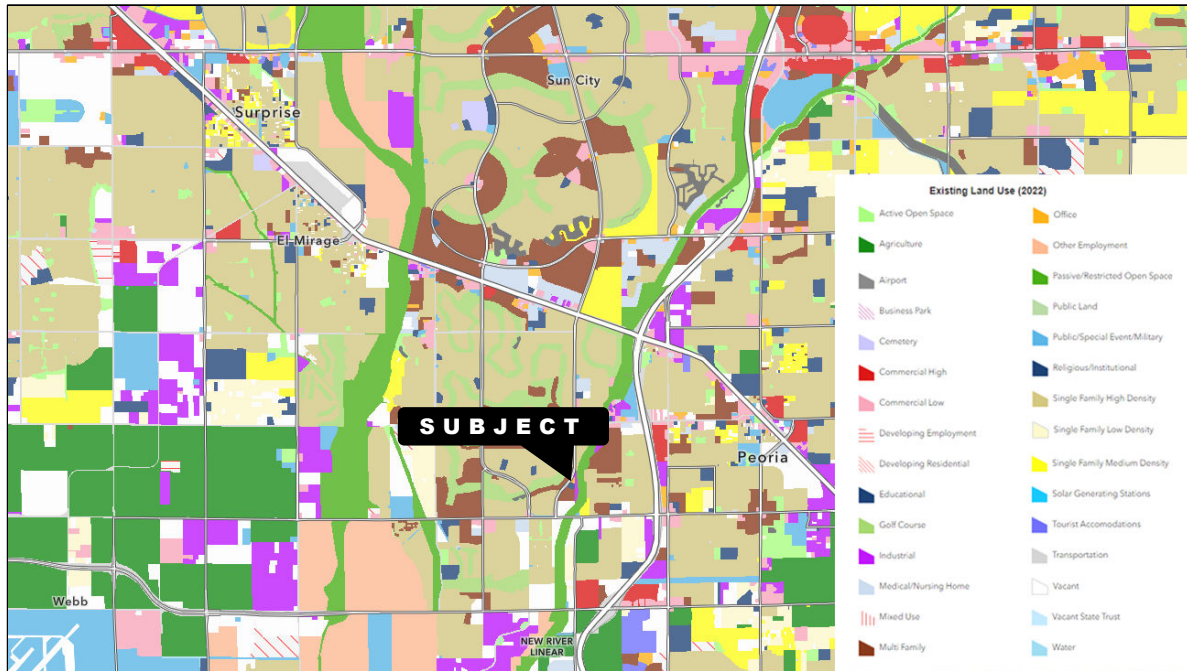 Sun City
Surprise
El Mirage
SUBJECT
Peoria
Webb
NEW RIVER
LINEAR
Existing Land Use (2022)
Active Open Space
Agriculture
Airport
Business Park
Cemetery
Commercial High
Commercial Low
Developing Employment
Developing Residential
Educational
Golf Course
Industrial
Medical/Nursing Home
Mixed Use
Multi Family
Office
Other Employment
Passive/Restricted Open Space
Public Land
Public/Special Event/Military
Religious/Institutional
Single Family High Density
Single Family Low Density
Single Family Medium Density
Solar Generating Stations
Tourist Accomodations
Transportation
Vacant
Vacant State Trust
Water